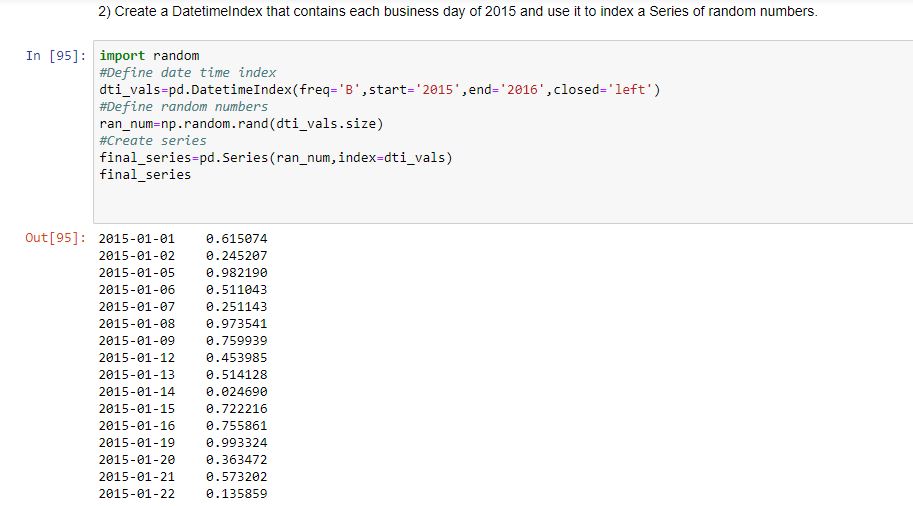 2) Create a DatetimeIndex that contains each business day of 2015 and use it to index a Series of random numbers.
In [95]: import random
#Define date time index
dti_vals=pd.DatetimeIndex(freq='B',start='2015',end='2016',closed='left')
#Define random numbers
ran_num=np.random.rand(dti_vals.size)
#Create series
final_series=pd.Series(ran_num,index=dti_vals)
final_series
Out[95]: 2015-01-01 0.615074
2015-01-02 0.245207
2015-01-05 0.982190
2015-01-06 0.511043
2015-01-07 0.251143
2015-01-08 0.973541
2015-01-09 0.759939
2015-01-12 0.453985
2015-01-13 0.514128
2015-01-14 0.024690
2015-01-15 0.722216
2015-01-16 0.755861
2015-01-19 0.993324
2015-01-20 0.363472
2015-01-21 0.573202
2015-01-22 0.135859